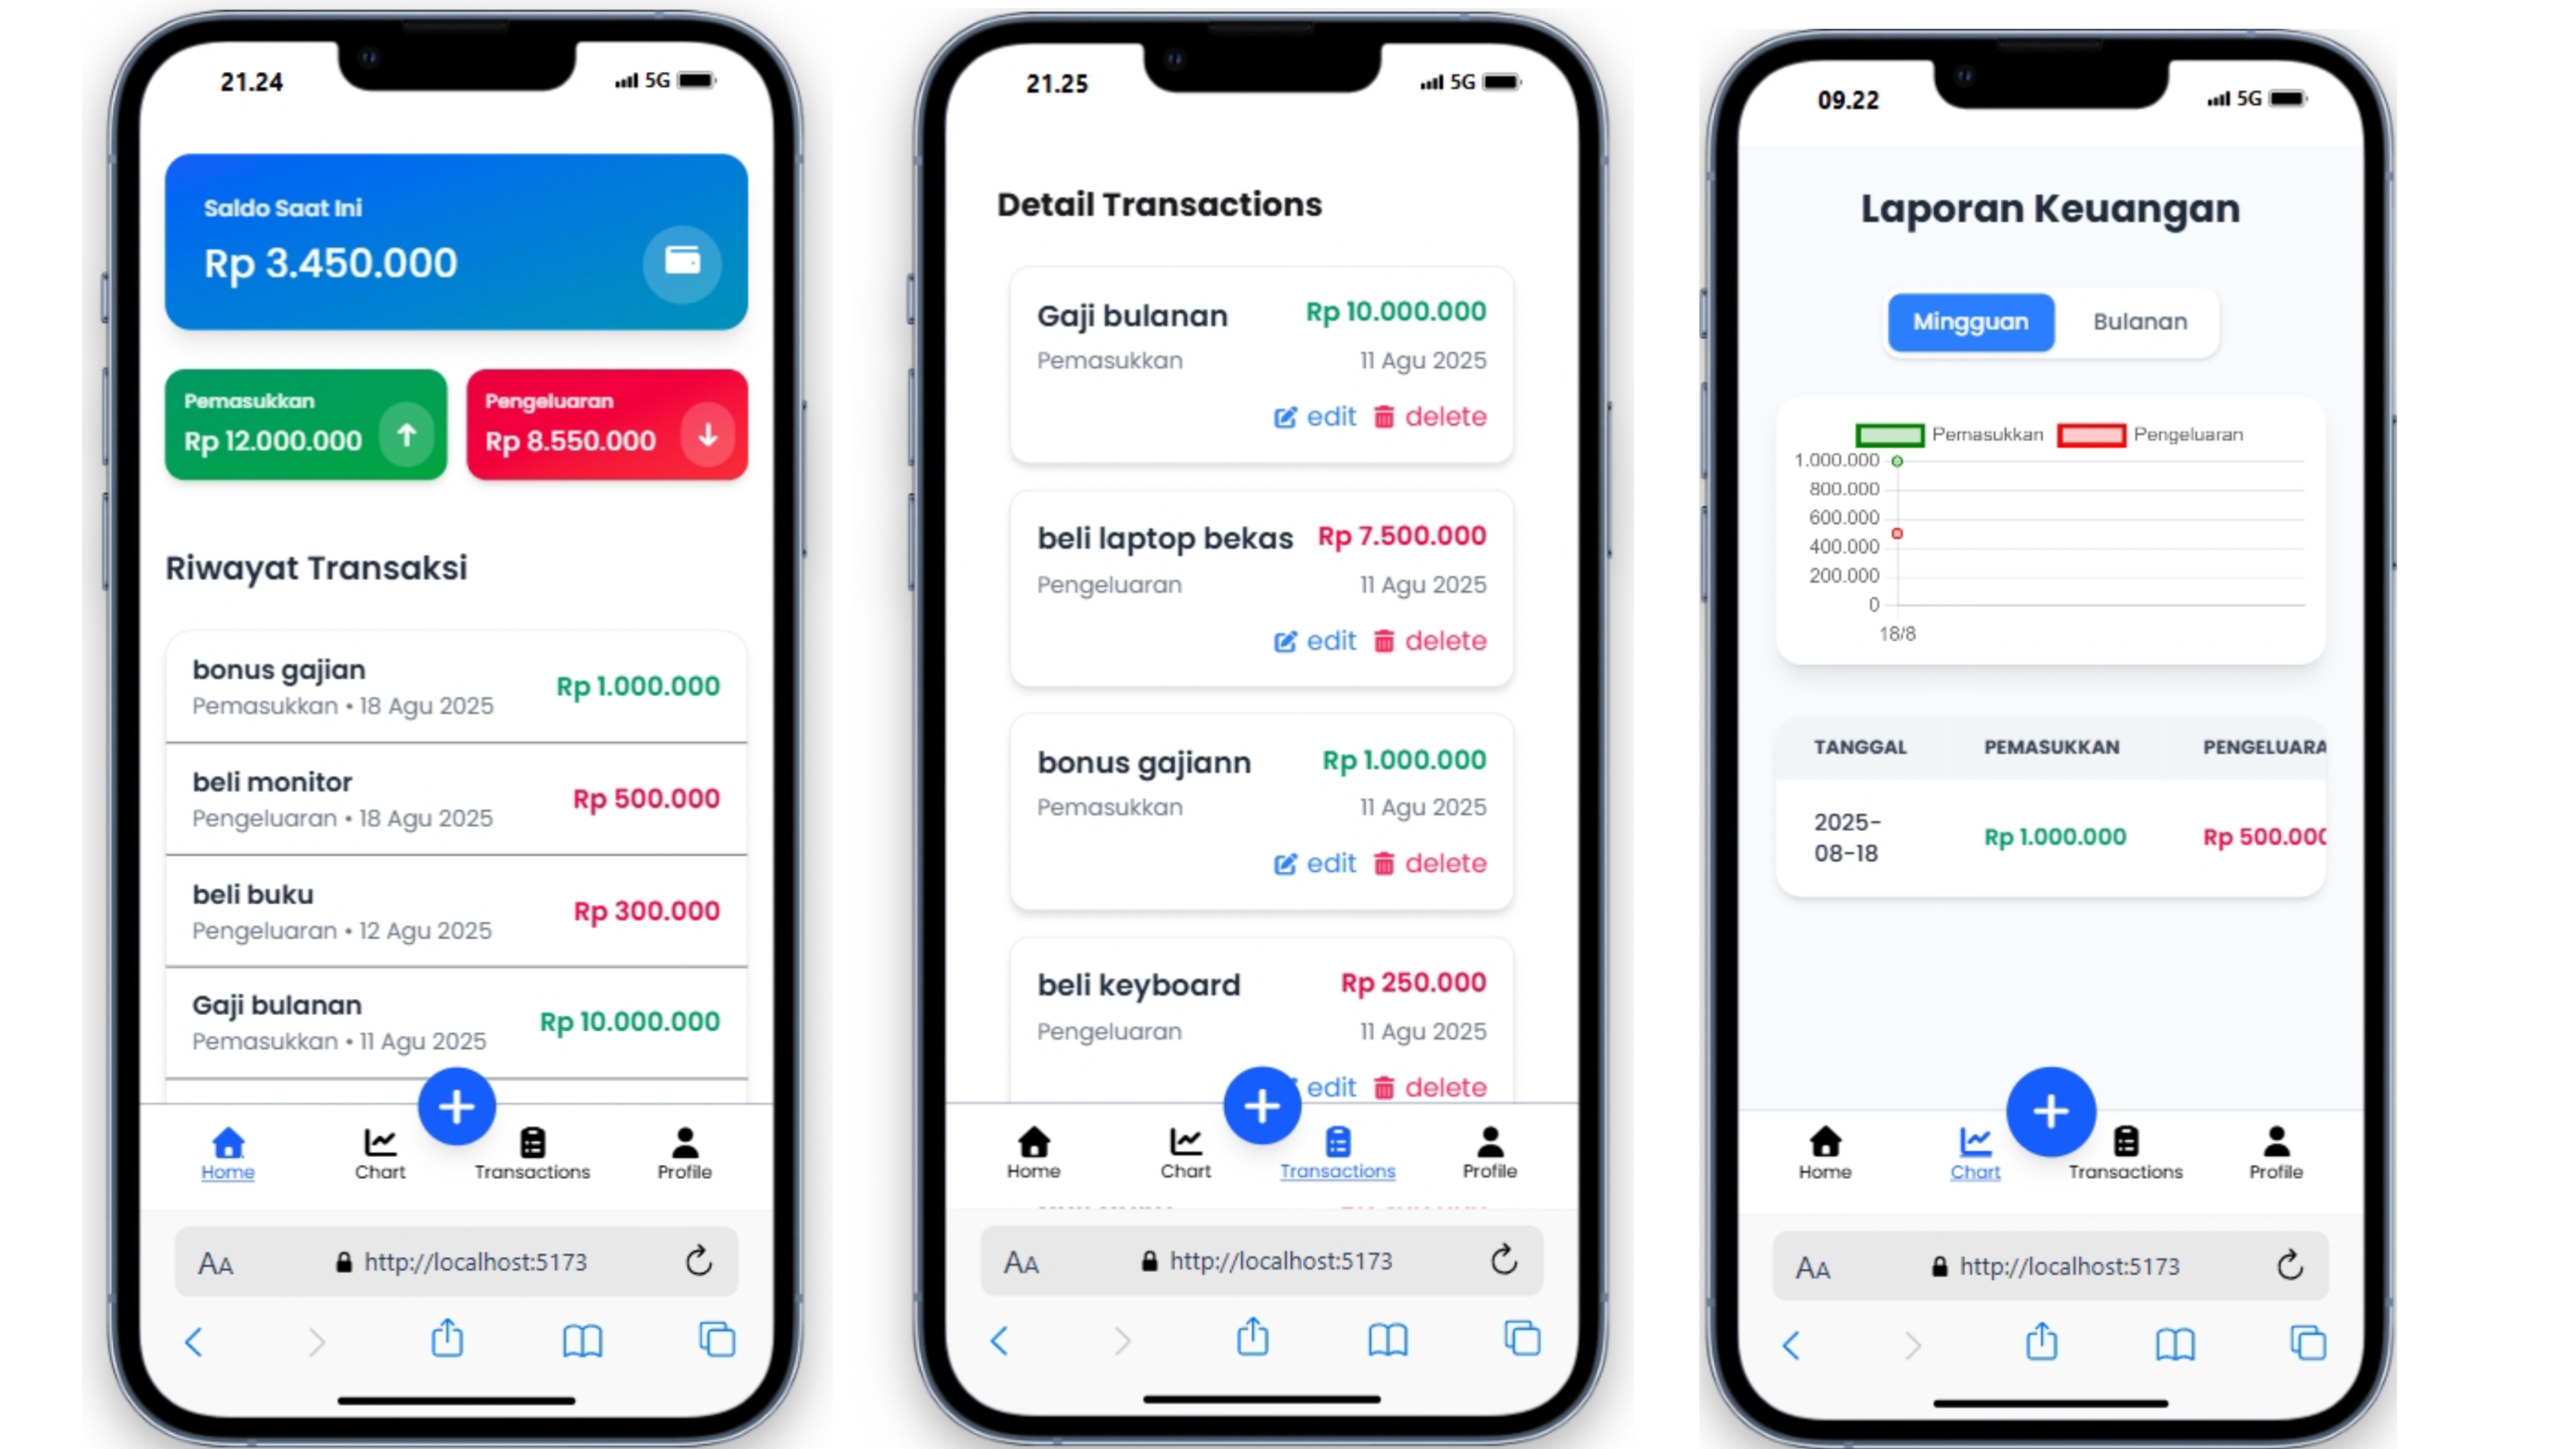 21.24
5G
Saldo Saat Ini
Rp 3.450.000
Pemasukkan
Rp 12.000.000
Pengeluaran
Rp 8.550.000
Riwayat Transaksi
bonus gajian
Rp 1.000.000
Pemasukkan • 18 Agu 2025
beli monitor
Rp 500.000
Pengeluaran • 18 Agu 2025
beli buku
Rp 300.000
Pengeluaran • 12 Agu 2025
Gaji bulanan
Rp 10.000.000
Pemasukkan • 11 Agu 2025
Home
Chart
Transactions
Profile
AA
http://localhost:5173
21.25
5G
Detail Transactions
Gaji bulanan
Rp 10.000.000
Pemasukkan
11 Agu 2025
edit
delete
beli laptop bekas
Rp 7.500.000
Pengeluaran
11 Agu 2025
edit
delete
bonus gajiann
Rp 1.000.000
Pemasukkan
11 Agu 2025
edit
delete
beli keyboard
Rp 250.000
Pengeluaran
11 Agu 2025
edit
delete
Home
Chart
Transactions
Profile
AA
http://localhost:5173
09.22
5G
Laporan Keuangan
Mingguan
Bulanan
Pemasukkan
Pengeluaran
1.000.000
800.000
600.000
400.000
200.000
0
18/8
TANGGAL
PEMASUKKAN
PENGELUARA
2025-
08-18
Rp 1.000.000
Rp 500.000
Home
Chart
Transactions
Profile
AA
http://localhost:5173